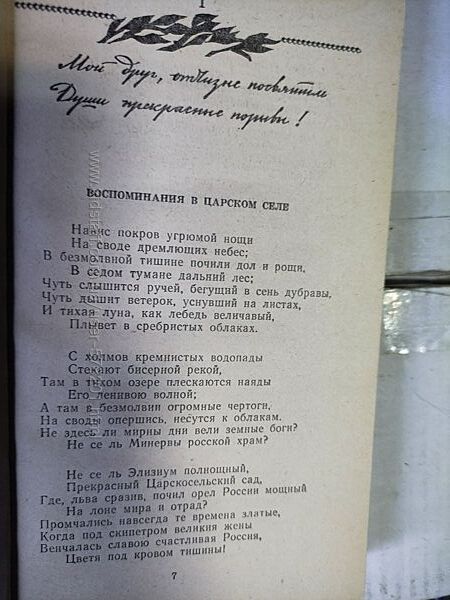 1
Мой друг, отчизне посвятим
Души прекрасные порывы!
ВОСПОМИНАНИЯ В ЦАРСКОМ СЕЛЕ
Навис покров угрюмой нощи
На своде дремлющих небес;
В безмолвной тишине почили дол и рощи,
В седом тумане дальний лес;
Чуть слышится ручей, бегущий в сень дубравы,
Чуть дышит ветерок, уснувший на листах,
И тихая луна, как лебедь величавый,
Плывет в сребристых облаках.
С холмов кремнистых водопады
Стекают бисерной рекой,
Там в тихом озере плескаются наяды
Его ленивою волной;
А там в безмолвии огромные чертоги,
На своды опершись, несутся к облакам.
Не здесь ли мирны дни вели земные боги?
Не се ль Минервы росской храм?
Не се ль Элизиум полнощный,
Прекрасный Царскосельский сад,
Где, льва сразив, почил орел России мощный
На лоне мира и отрад?
Промчались навсегда те времена златые,
Когда под скипетром великия жены
Венчалась славою счастливая Россия,
Цветя под кровом тишины!
7